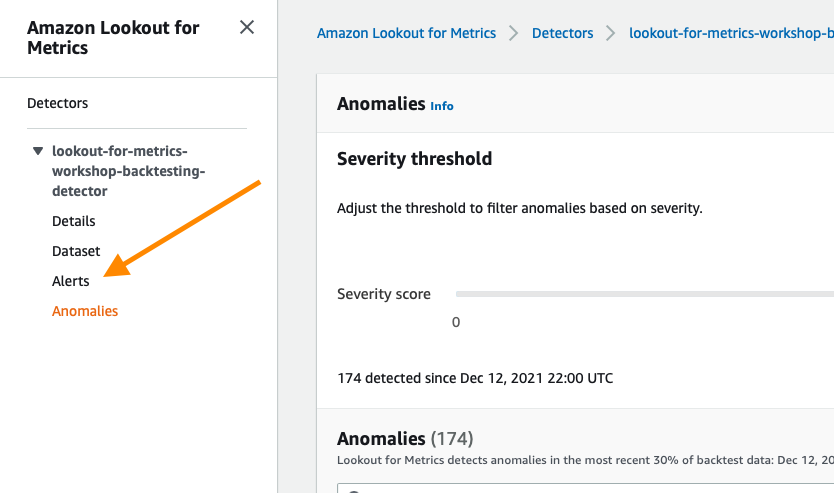 Amazon Lookout for
Metrics
Detectors
lookout-for-metrics-
workshop-backtesting-
detector
Details
Dataset
Alerts
Anomalies
Amazon Lookout for Metrics
Detectors
lookout-for-metrics-workshop-b
Anomalies Info
Severity threshold
Adjust the threshold to filter anomalies based on severity.
Severity score
0
174 detected since Dec 12, 2021 22:00 UTC
Anomalies (174)
Lookout for Metrics detects anomalies in the most recent 30% of backtest data: Dec 12, 20